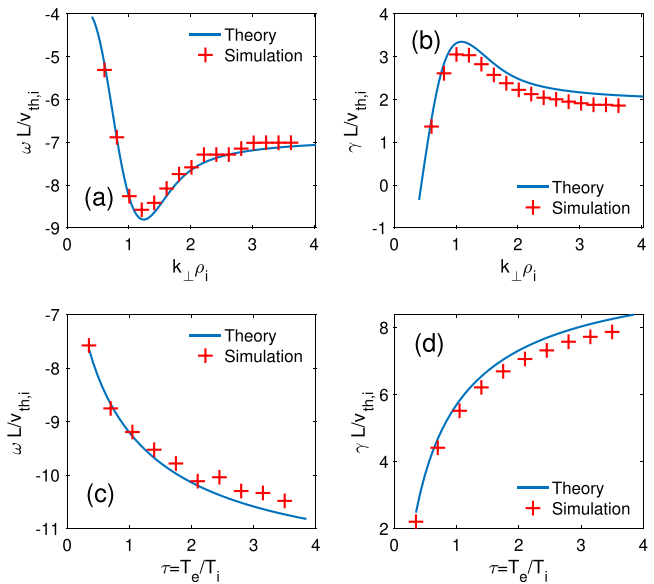 (a)
ω L/v_th,i
-4
-5
-6
-7
-8
-9
0 1 2 3 4
k_⊥ρ_i
Theory
Simulation
(b)
γ L/v_th,i
4
3
2
1
0
-1
0 1 2 3 4
k_⊥ρ_i
Theory
Simulation
(c)
ω L/v_th,i
-7
-8
-9
-10
-11
0 1 2 3 4
τ=T_e/T_i
Theory
Simulation
(d)
γ L/v_th,i
8
6
4
2
0 1 2 3 4
τ=T_e/T_i
Theory
Simulation